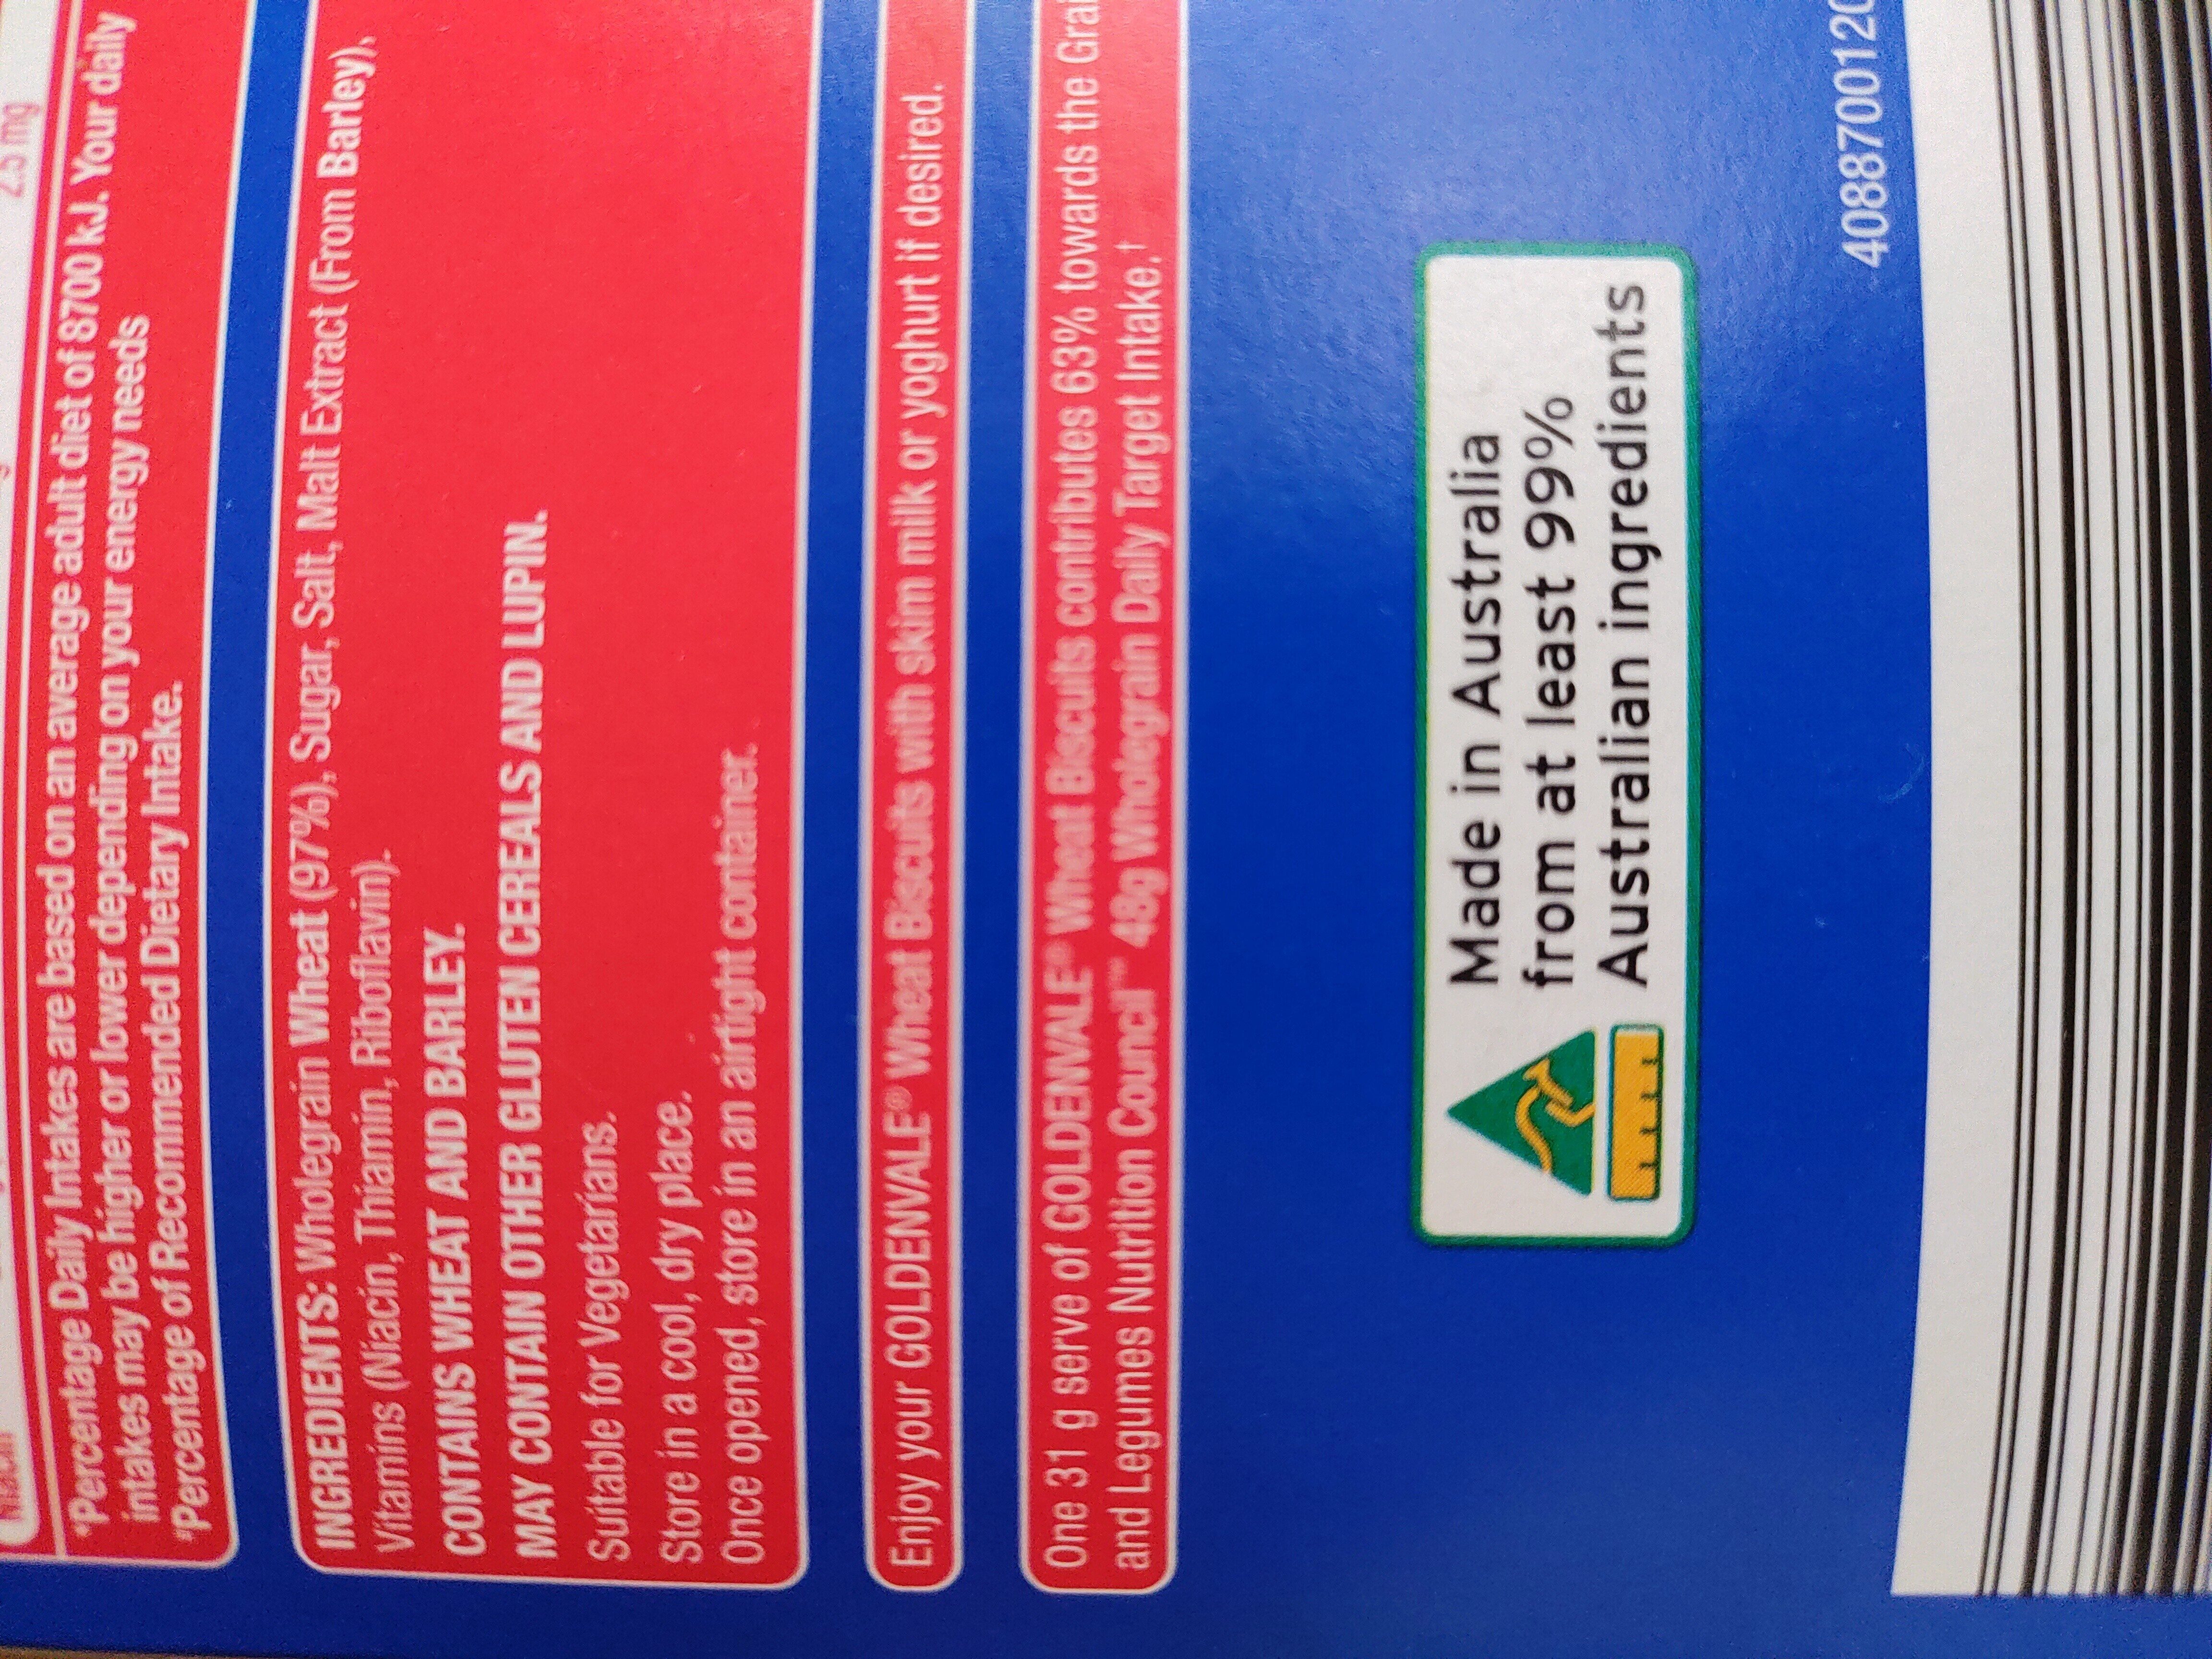 Niacin 2.5 mg
*Percentage Daily Intakes are based on an average adult diet of 8700 kJ. Your daily
intakes may be higher or lower depending on your energy needs
#Percentage of Recommended Dietary Intake.
INGREDIENTS: Wholegrain Wheat (97%), Sugar, Salt, Malt Extract (From Barley),
Vitamins (Niacin, Thiamin, Riboflavin).
CONTAINS WHEAT AND BARLEY.
MAY CONTAIN OTHER GLUTEN CEREALS AND LUPIN.
Suitable for Vegetarians.
Store in a cool, dry place.
Once opened, store in an airtight container.
Enjoy your GOLDENVALE® Wheat Biscuits with skim milk or yoghurt if desired.
One 31 g serve of GOLDENVALE® Wheat Biscuits contributes 63% towards the Grai
and Legumes Nutrition Council™ 48g Wholegrain Daily Target Intake.†
Made in Australia
from at least 99%
Australian ingredients
4088700120